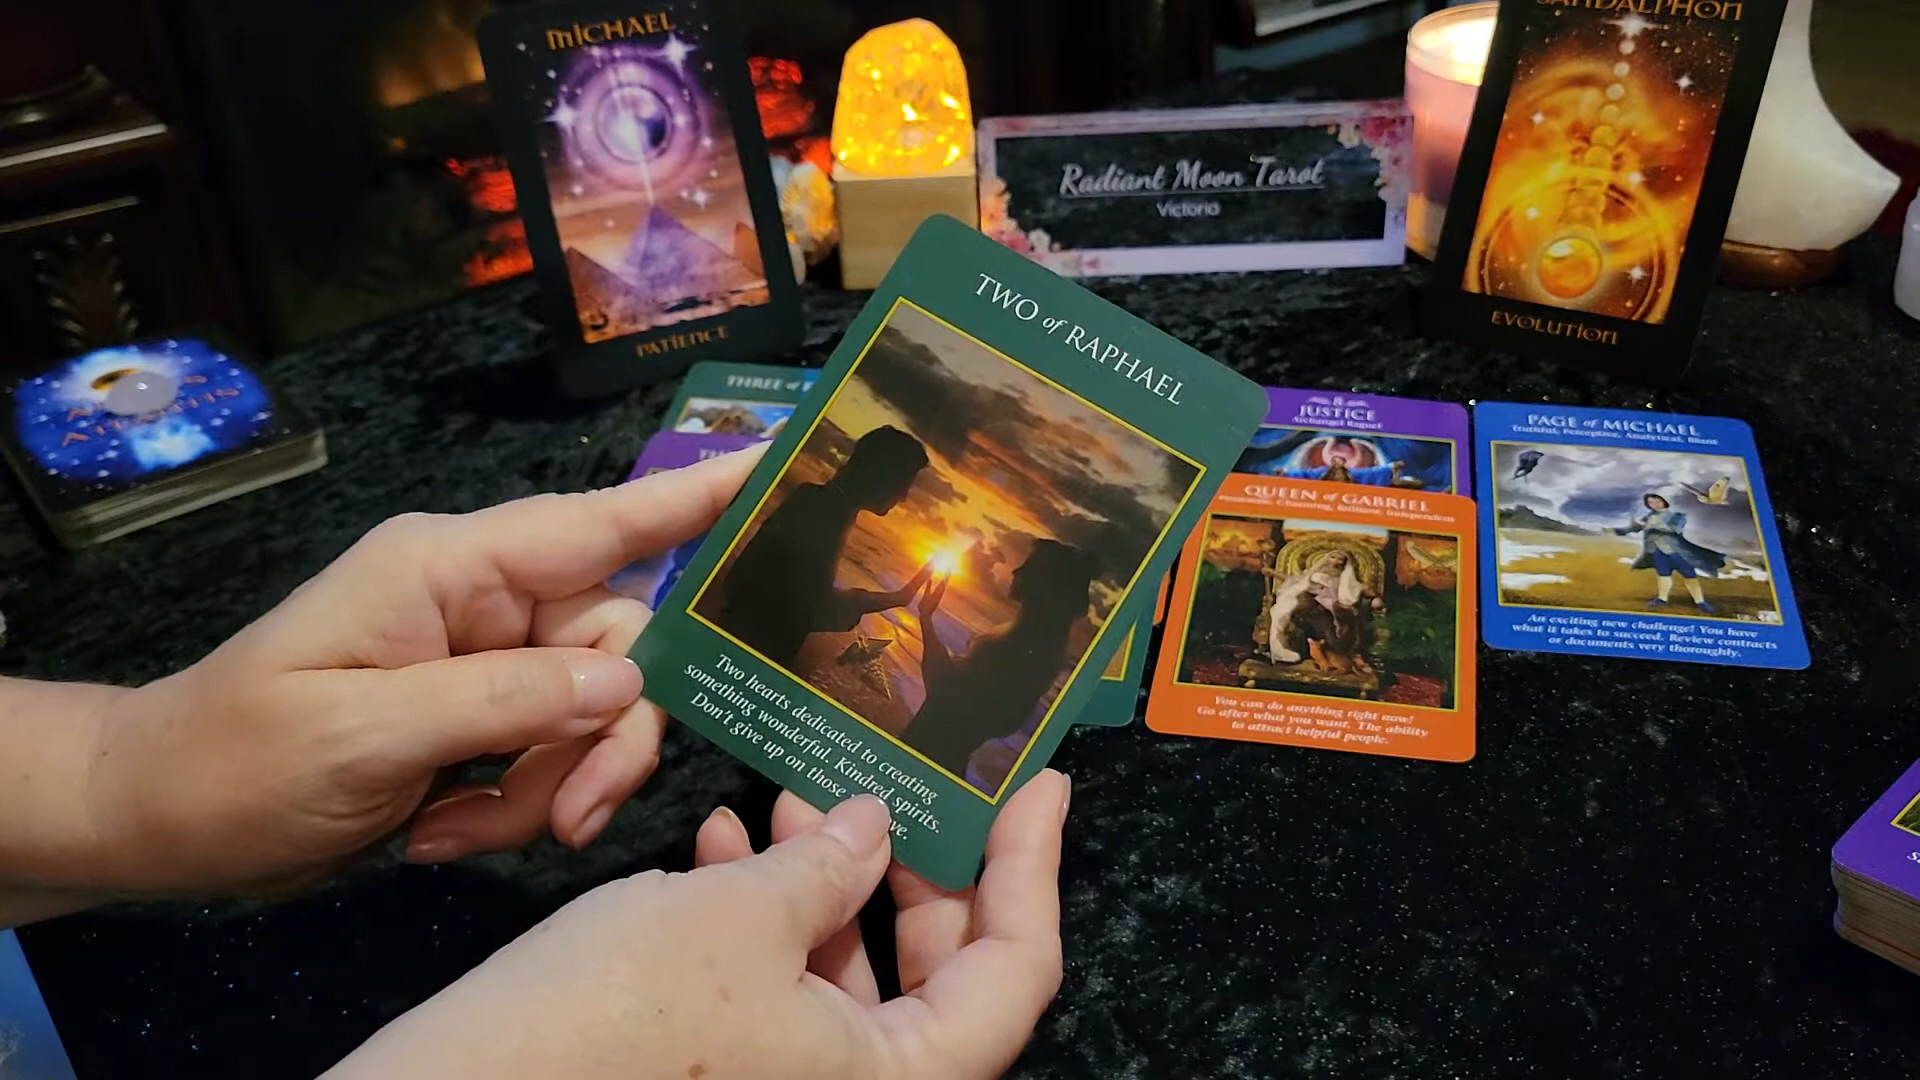 MICHAEL
PATIENCE
SANDALPHON
EVOLUTION
Radiant Moon Tarot
Victoria
TWO of RAPHAEL
Two hearts dedicated to creating
something wonderful. Kindred spirits.
Don't give up on those
THREE of
8
JUSTICE
Archangel Raguel
QUEEN of GABRIEL
Passionate, Charming, Brilliant, Independent
You can do anything right now!
Go after what you want. The ability
to attract helpful people.
PAGE of MICHAEL
Truthful, Perceptive, Analytical, Blunt
An exciting new challenge! You have
what it takes to succeed. Review contracts
or documents very thoroughly.